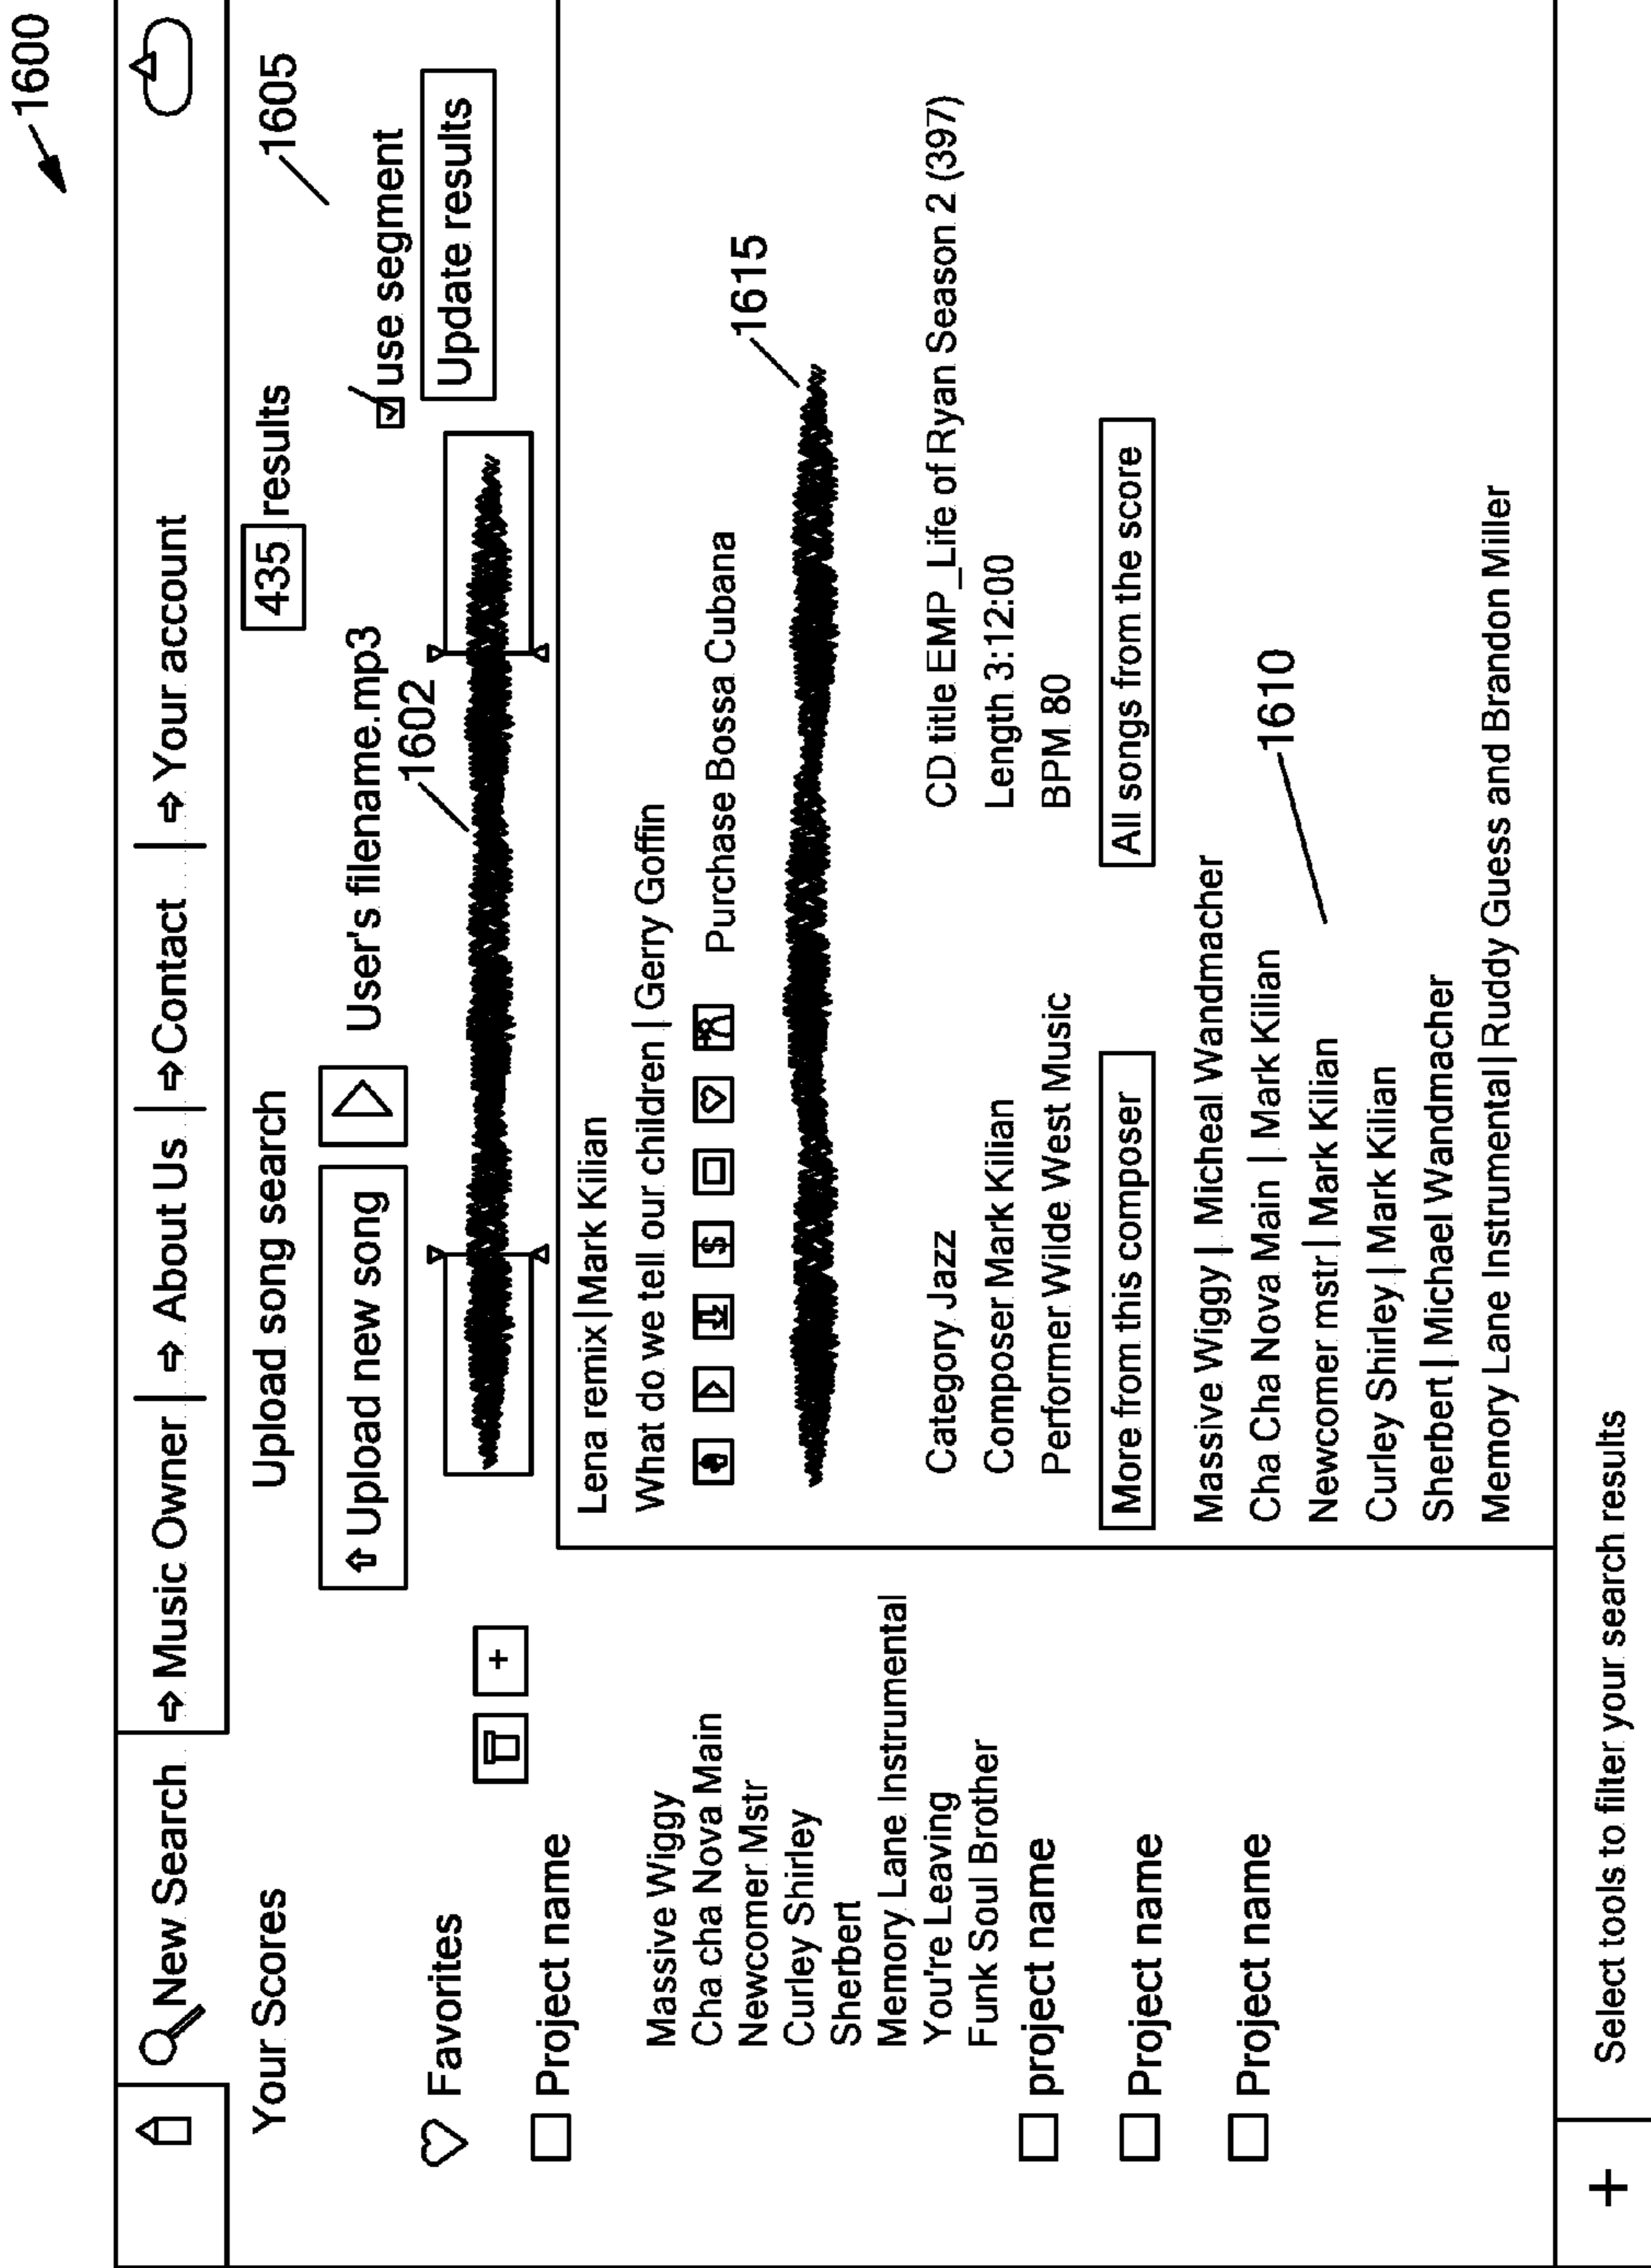 1600
New Search ⇨ Music Owner | ⇨ About Us | ⇨Contact | ⇨ Your account
Your Scores
Upload song search
435 results
1605
⇧ Upload new song
User's filename.mp3
use segment
1602
Update results
♡ Favorites
+
Project name
Massive Wiggy
Cha cha Nova Main
Newcomer Mstr
Curley Shirley
Sherbert
Memory Lane Instrumental
You're Leaving
Funk Soul Brother
project name
Project name
Project name
Lena remix|Mark Kilian
What do we tell our children | Gerry Goffin
$ Purchase Bossa Cubana
1615
Category Jazz
CD title EMP_Life of Ryan Season 2 (397)
Composer Mark Kilian
Length 3:12:00
Performer Wilde West Music
BPM 80
More from this composer
All songs from the score
Massive Wiggy | Micheal Wandmacher
Cha Cha Nova Main | Mark Kilian
Newcomer mstr | Mark Kilian
1610
Curley Shirley | Mark Kilian
Sherbert | Michael Wandmacher
Memory Lane Instrumental|Ruddy Guess and Brandon Miller
+ Select tools to filter your search results